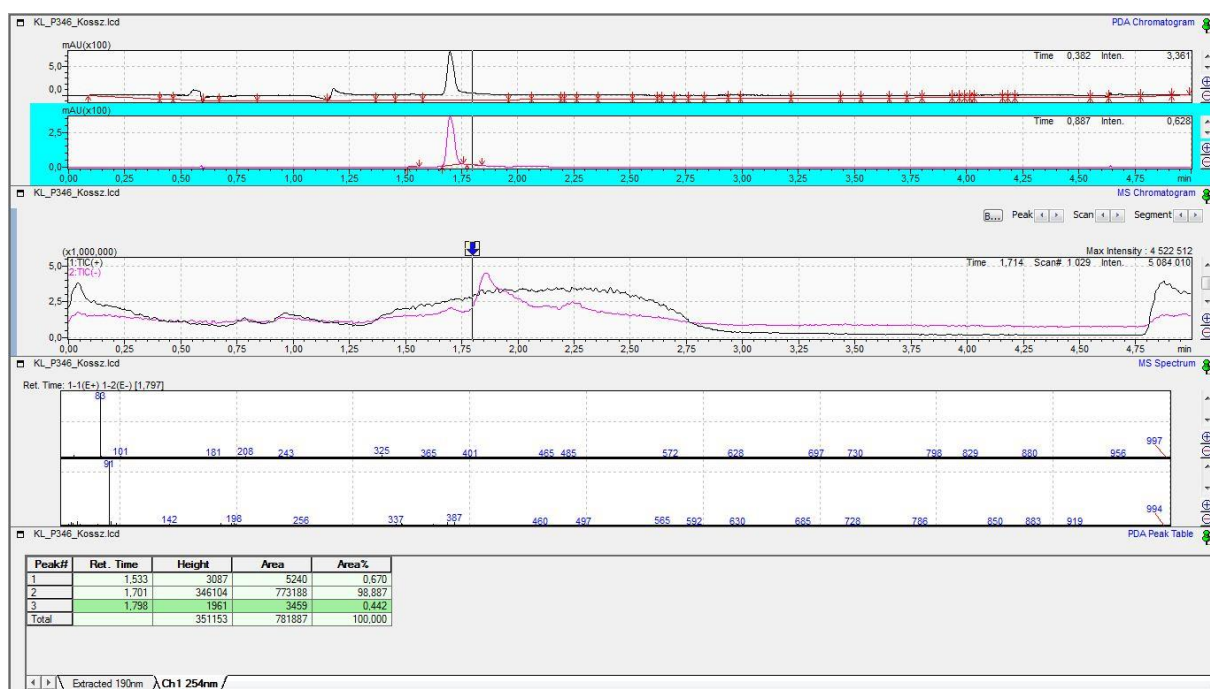 KL_P346_Kossz.lcd PDA Chromatogram
mAU(x100)
Time 0,382 Inten. 3,361
5,0
0,0
mAU(x100)
Time 0,887 Inten. 0,628
2,5
0,0
0,00 0,25 0,50 0,75 1,00 1,25 1,50 1,75 2,00 2,25 2,50 2,75 3,00 3,25 3,50 3,75 4,00 4,25 4,50 4,75 min
KL_P346_Kossz.lcd MS Chromatogram
B... Peak Scan Segment
(x1,000,000) Max Intensity : 4 522 512
5,0 1:TIC(+) Time 1,714 Scan# 1 029 Inten. 5 084 010
2:TIC(-)
2,5
0,0
0,00 0,25 0,50 0,75 1,00 1,25 1,50 1,75 2,00 2,25 2,50 2,75 3,00 3,25 3,50 3,75 4,00 4,25 4,50 4,75 min
KL_P346_Kossz.lcd MS Spectrum
Ret. Time: 1-1(E+) 1-2(E-) [1,797]
83
101 181 208 243 325 365 401 465 485 572 628 697 730 798 829 880 956 997
91
142 198 256 337 387 460 497 565 592 630 685 728 786 850 883 919 994
KL_P346_Kossz.lcd PDA Peak Table
Peak# Ret. Time Height Area Area%
1 1,533 3087 5240 0,670
2 1,701 346104 773188 98,887
3 1,798 1961 3459 0,442
Total 351153 781887 100,000
Extracted 190nm Ch1 254nm